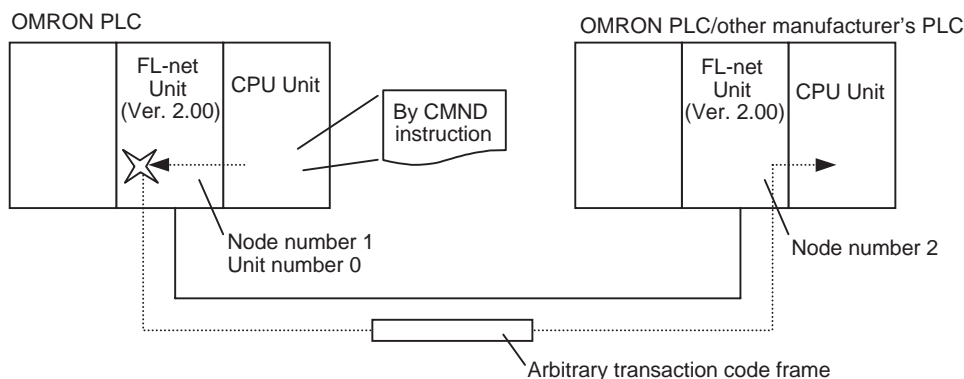 OMRON PLC
OMRON PLC/other manufacturer's PLC
FL-net
Unit
(Ver. 2.00)
CPU Unit
By CMND
instruction
FL-net
Unit
(Ver. 2.00)
CPU Unit
Node number 1
Unit number 0
Node number 2
Arbitrary transaction code frame